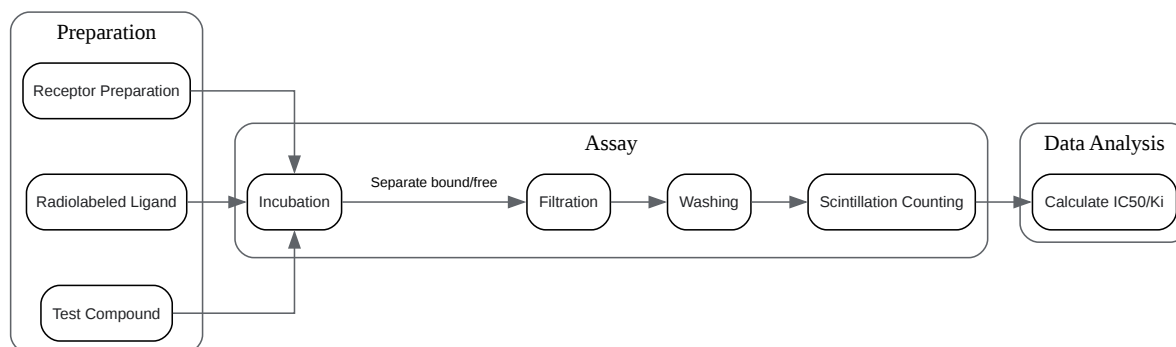 Preparation
Receptor Preparation
Radiolabeled Ligand
Test Compound
Assay
Incubation
Separate bound/free
Filtration
Washing
Scintillation Counting
Data Analysis
Calculate IC50/Ki